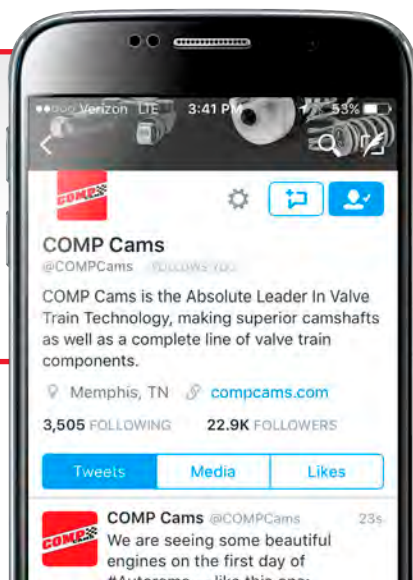 Verizon LTE 3:41 PM 53%
COMP
COMP Cams
@COMPCams FOLLOWS YOU
COMP Cams is the Absolute Leader In Valve
Train Technology, making superior camshafts
as well as a complete line of valve train
components.
Memphis, TN compcams.com
3,505 FOLLOWING 22.9K FOLLOWERS
Tweets Media Likes
COMP
COMP Cams @COMPCams 23s
We are seeing some beautiful
engines on the first day of